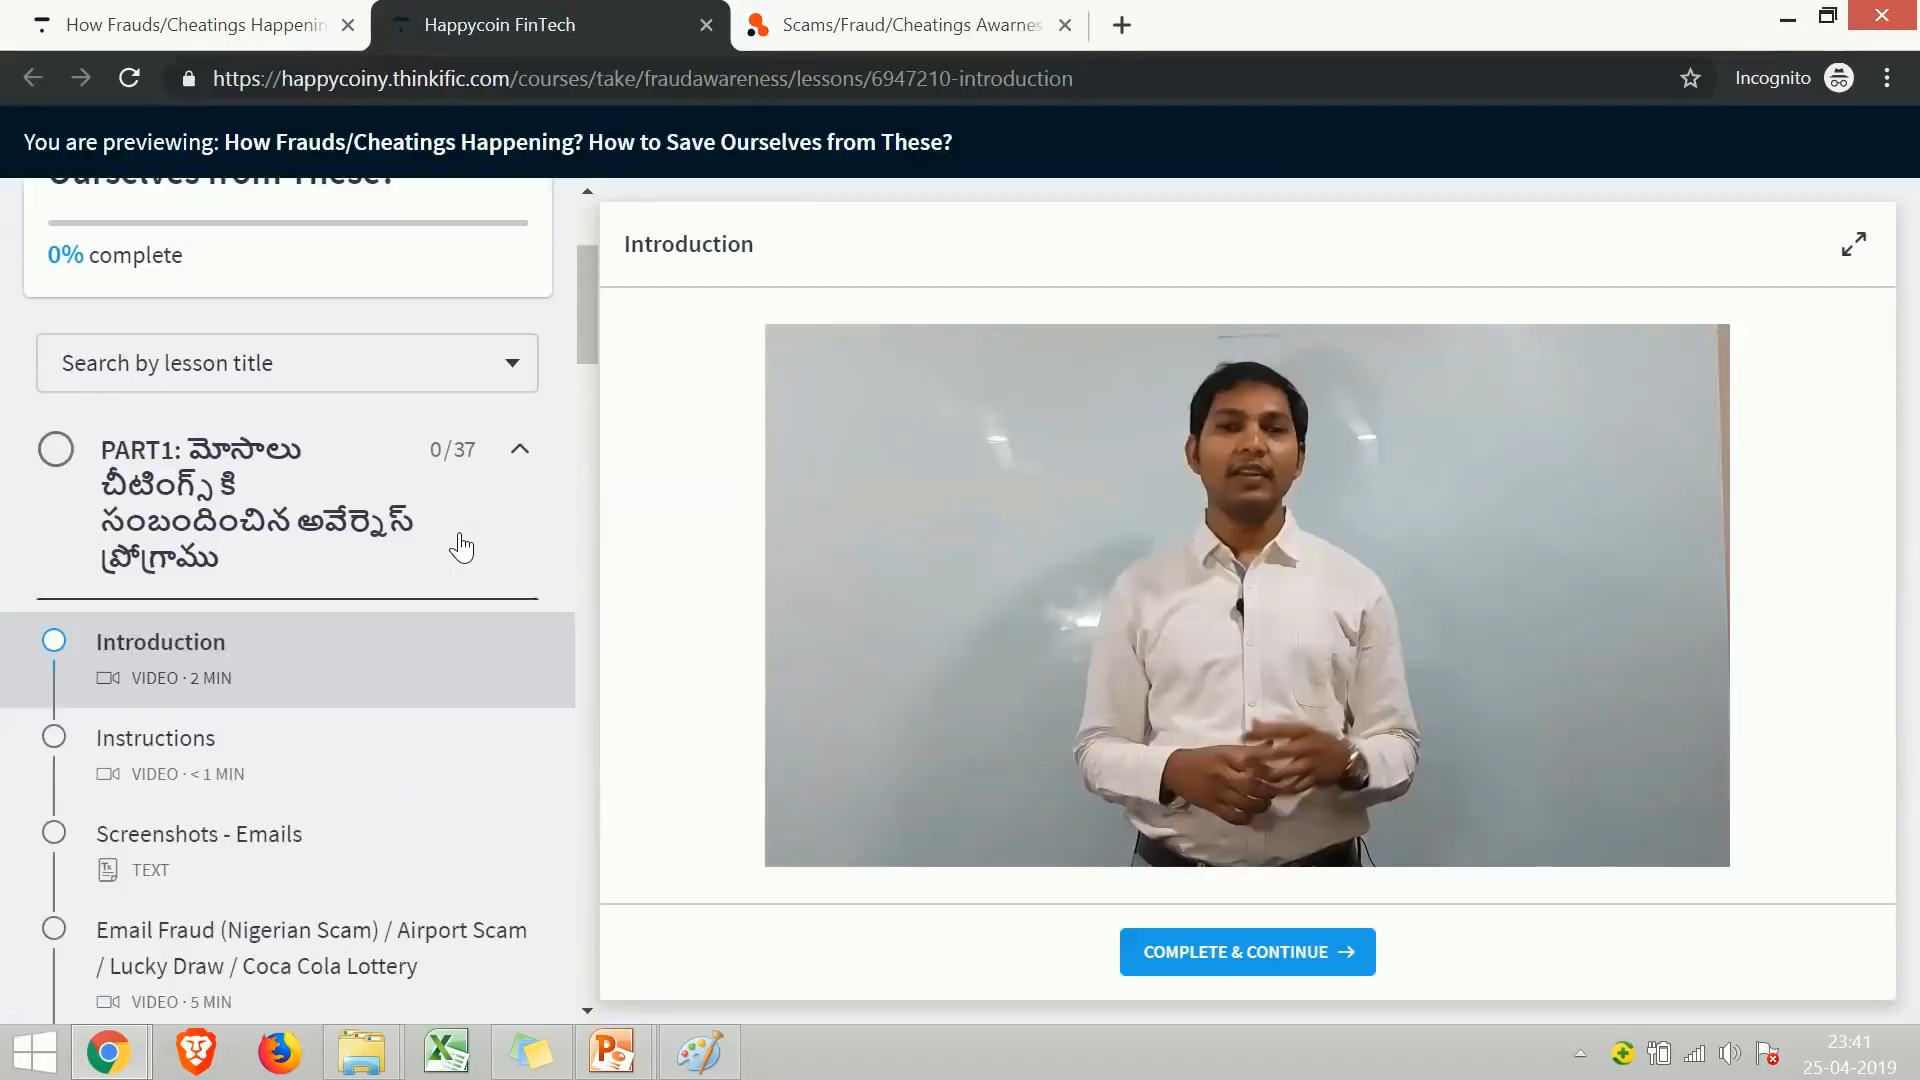 How Frauds/Cheatings Happenin
Happycoin FinTech
Scams/Fraud/Cheatings Awarnes
https://happycoiny.thinkific.com/courses/take/fraudawareness/lessons/6947210-introduction
Incognito
You are previewing: How Frauds/Cheatings Happening? How to Save Ourselves from These?
Ourselves from These?
0% complete
Search by lesson title
PART1: మోసాలు
చీటింగ్స్ కి
సంబందించిన అవేర్నెస్
ప్రోగ్రాము
0/37
Introduction
VIDEO · 2 MIN
Instructions
VIDEO · < 1 MIN
Screenshots - Emails
TEXT
Email Fraud (Nigerian Scam) / Airport Scam
/ Lucky Draw / Coca Cola Lottery
VIDEO · 5 MIN
Introduction
COMPLETE & CONTINUE
23:41
25-04-2019